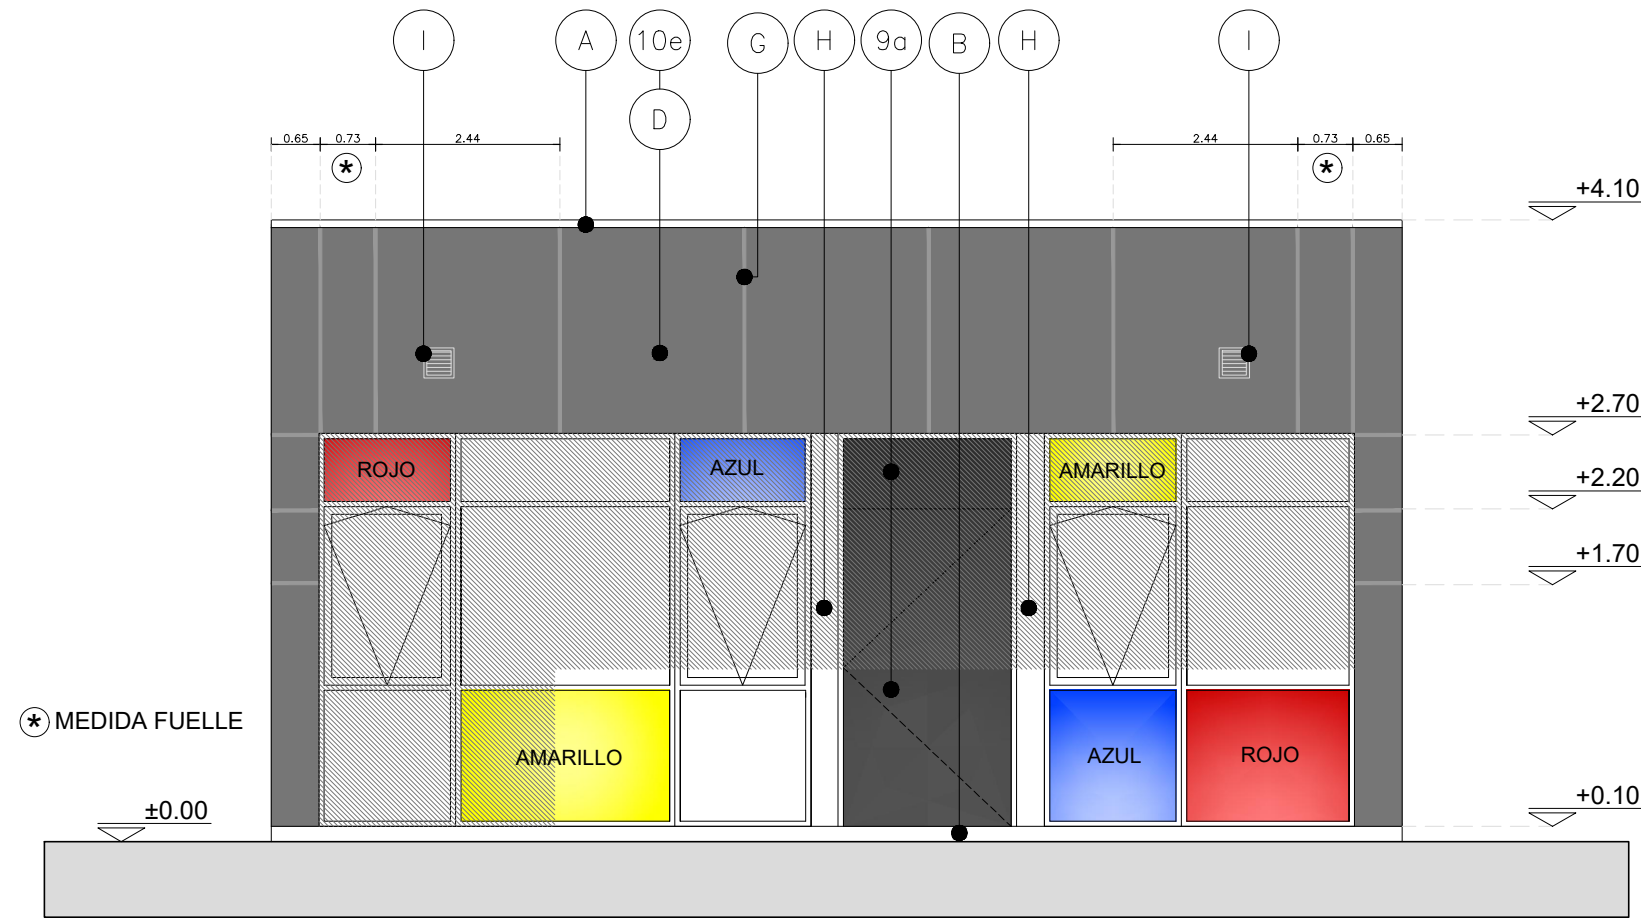 I A 10e G H 9a B H I
D
0.65 0.73 2.44 2.44 0.73 0.65
* *
+4.10
+2.70
ROJO AZUL AMARILLO
+2.20
+1.70
* MEDIDA FUELLE
AMARILLO AZUL ROJO
±0.00 +0.10